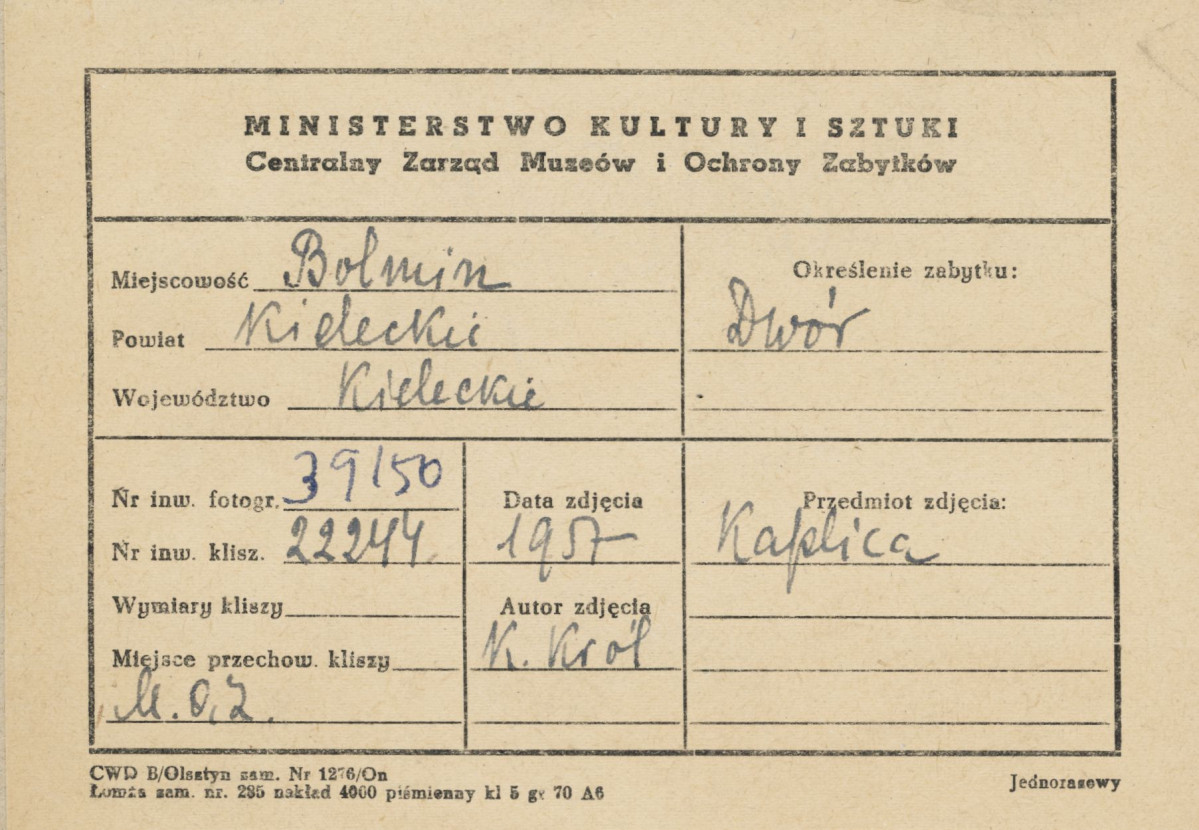 MINISTERSTWO KULTURY I SZTUKI
Centralny Zarząd Muzeów i Ochrony Zabytków
Miejscowość Bolmin
Powiat Kieleckie
Województwo Kieleckie
Określenie zabytku:
Dwór
Nr inw. fotogr. 39150
Nr inw. klisz. 22244
Wymiary kliszy
Miejsce przechow. kliszy
M.O.Z.
Data zdjęcia
1957
Autor zdjęcia
K. Król
Przedmiot zdjęcia:
Kaplica
CWD B/Olsztyn zam. Nr 1276/On
Łomża zam. nr. 285 nakład 4000 piśmienny kl 5 gr 70 A6
Jednorazowy